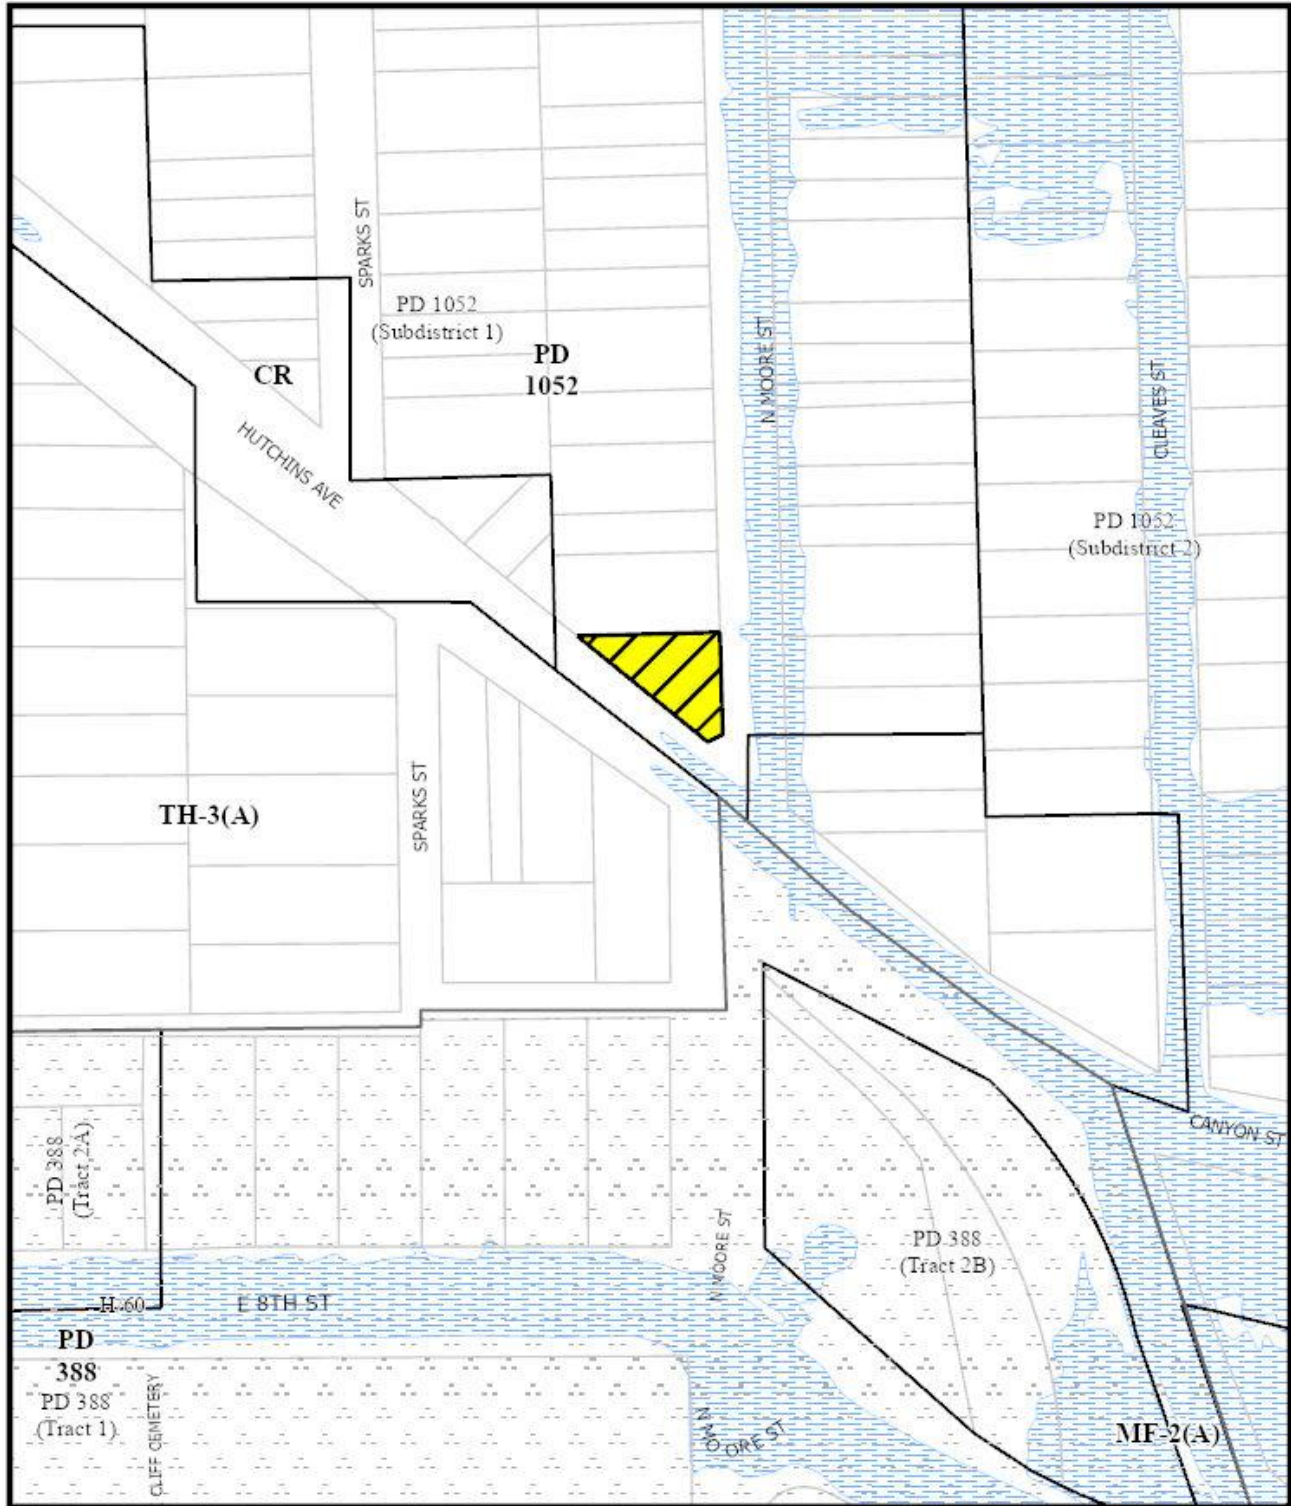 SPARKS ST
PD 1052
(Subdistrict 1)
PD
1052
CR
N MOORE ST
CLEAVES ST
HUTCHINS AVE
PD 1052
(Subdistrict 2)
TH-3(A)
SPARKS ST
CANYON ST
PD 388
(Tract 2A)
N MOORE ST
PD 388
(Tract 2B)
H/60
E 8TH ST
PD
388
PD 388
(Tract 1)
CLIFF CEMETERY
N MOORE ST
MF-2(A)